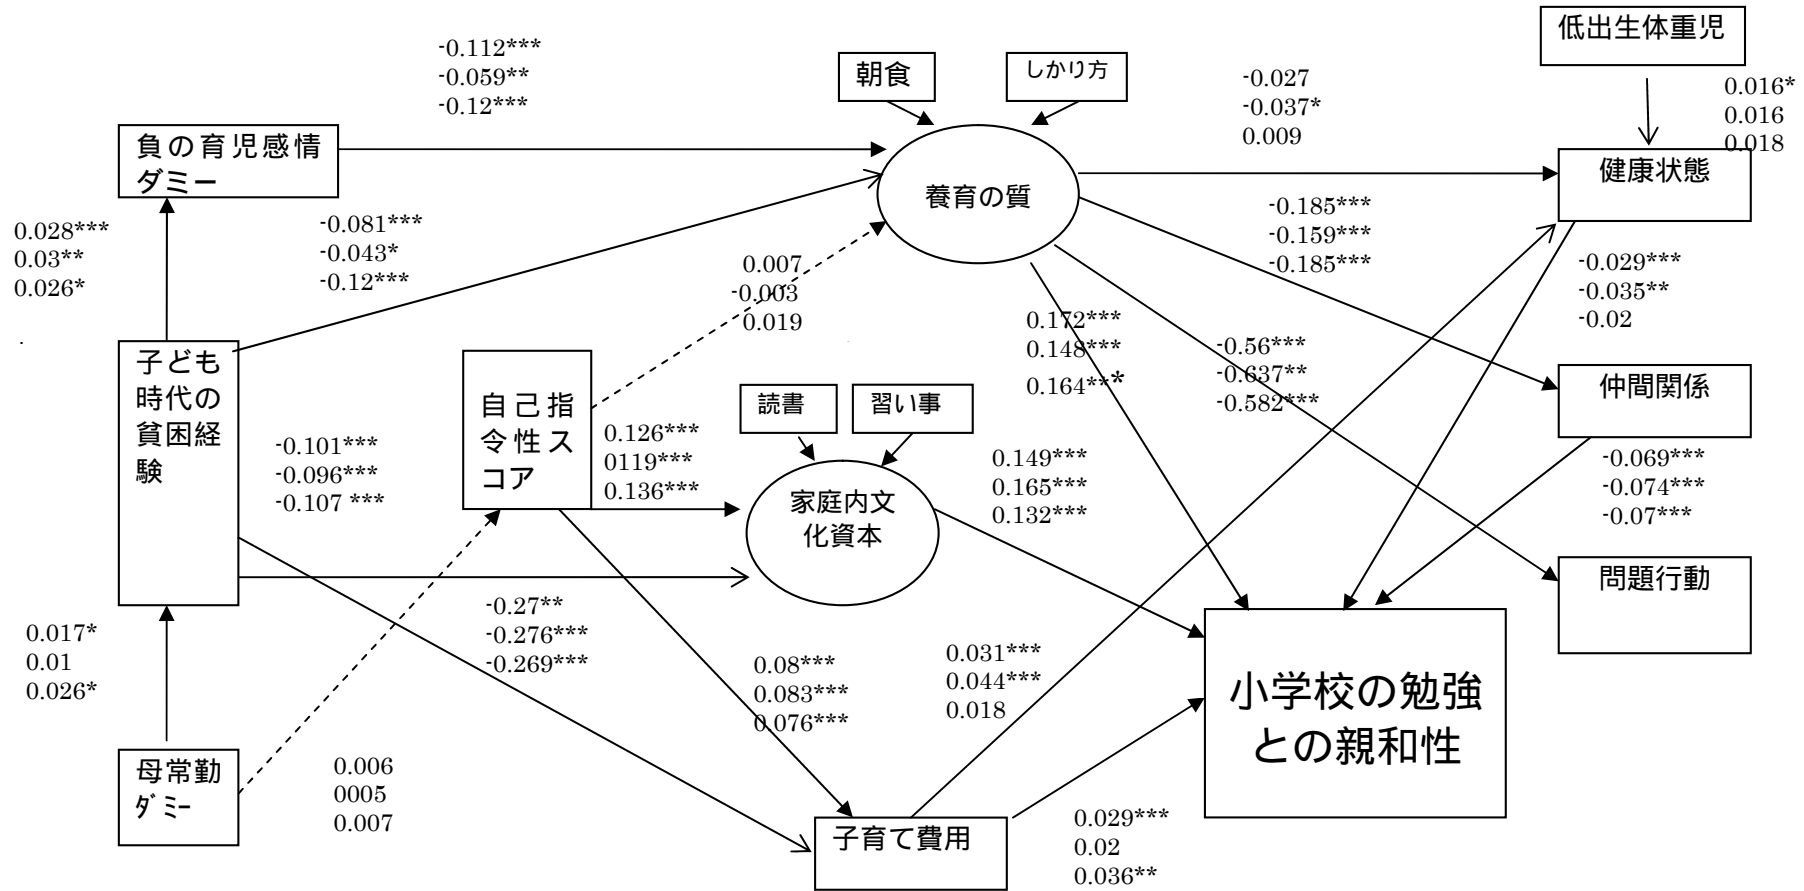 低出生体重児
-0.112***
-0.059**
-0.12***
朝食
しかり方
-0.027
-0.037*
0.009
0.016*
0.016
0.018
負の育児感情
ダミー
養育の質
健康状態
0.028***
0.03**
0.026*
-0.081***
-0.043*
-0.12***
-0.185***
-0.159***
-0.185***
0.007
-0.003
0.019
-0.029***
-0.035**
-0.02
0.172***
0.148***
0.164***
-0.56***
-0.637**
-0.582***
子ども
時代の
貧困経
験
自己指
令性ス
コア
読書
習い事
仲間関係
-0.101***
-0.096***
-0.107 ***
0.126***
0119***
0.136***
家庭内文
化資本
0.149***
0.165***
0.132***
-0.069***
-0.074***
-0.07***
問題行動
0.017*
0.01
0.026*
-0.27**
-0.276***
-0.269***
0.08***
0.083***
0.076***
0.031***
0.044***
0.018
小学校の勉強
との親和性
母常勤
ダミー
0.006
0005
0.007
子育て費用
0.029***
0.02
0.036**